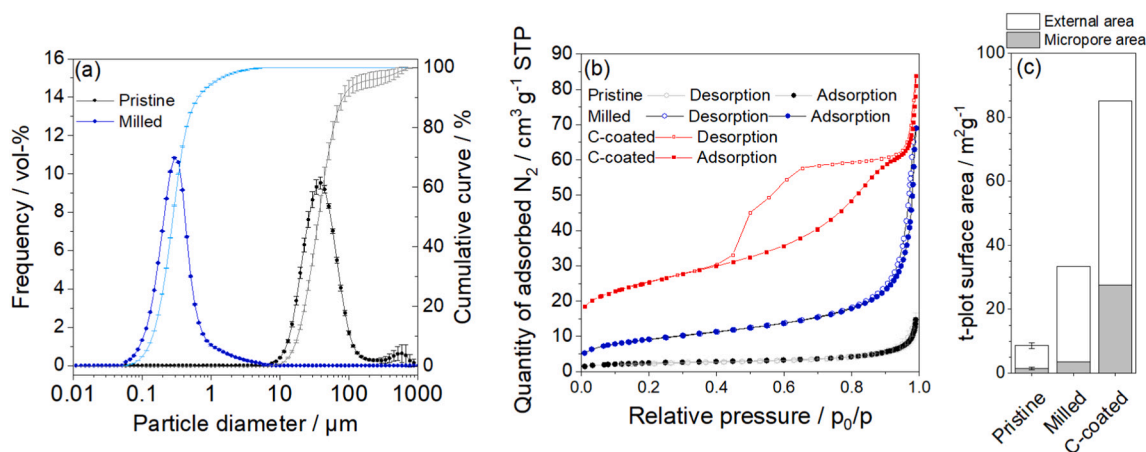 (a)
Pristine
Milled
Frequency / vol-%
16
14
12
10
8
6
4
2
0
0.01 0.1 1 10 100 1000
Particle diameter / µm
100
80
60
40
20
0
Cumulative curve / %
(b)
Pristine Desorption Adsorption
Milled Desorption Adsorption
C-coated Desorption
C-coated Adsorption
Quantity of adsorbed N₂ / cm³ g⁻¹ STP
90
80
70
60
50
40
30
20
10
0
0.0 0.2 0.4 0.6 0.8 1.0
Relative pressure / p₀/p
External area
Micropore area
(c)
t-plot surface area / m²g⁻¹
100
80
60
40
20
0
Pristine
Milled
C-coated